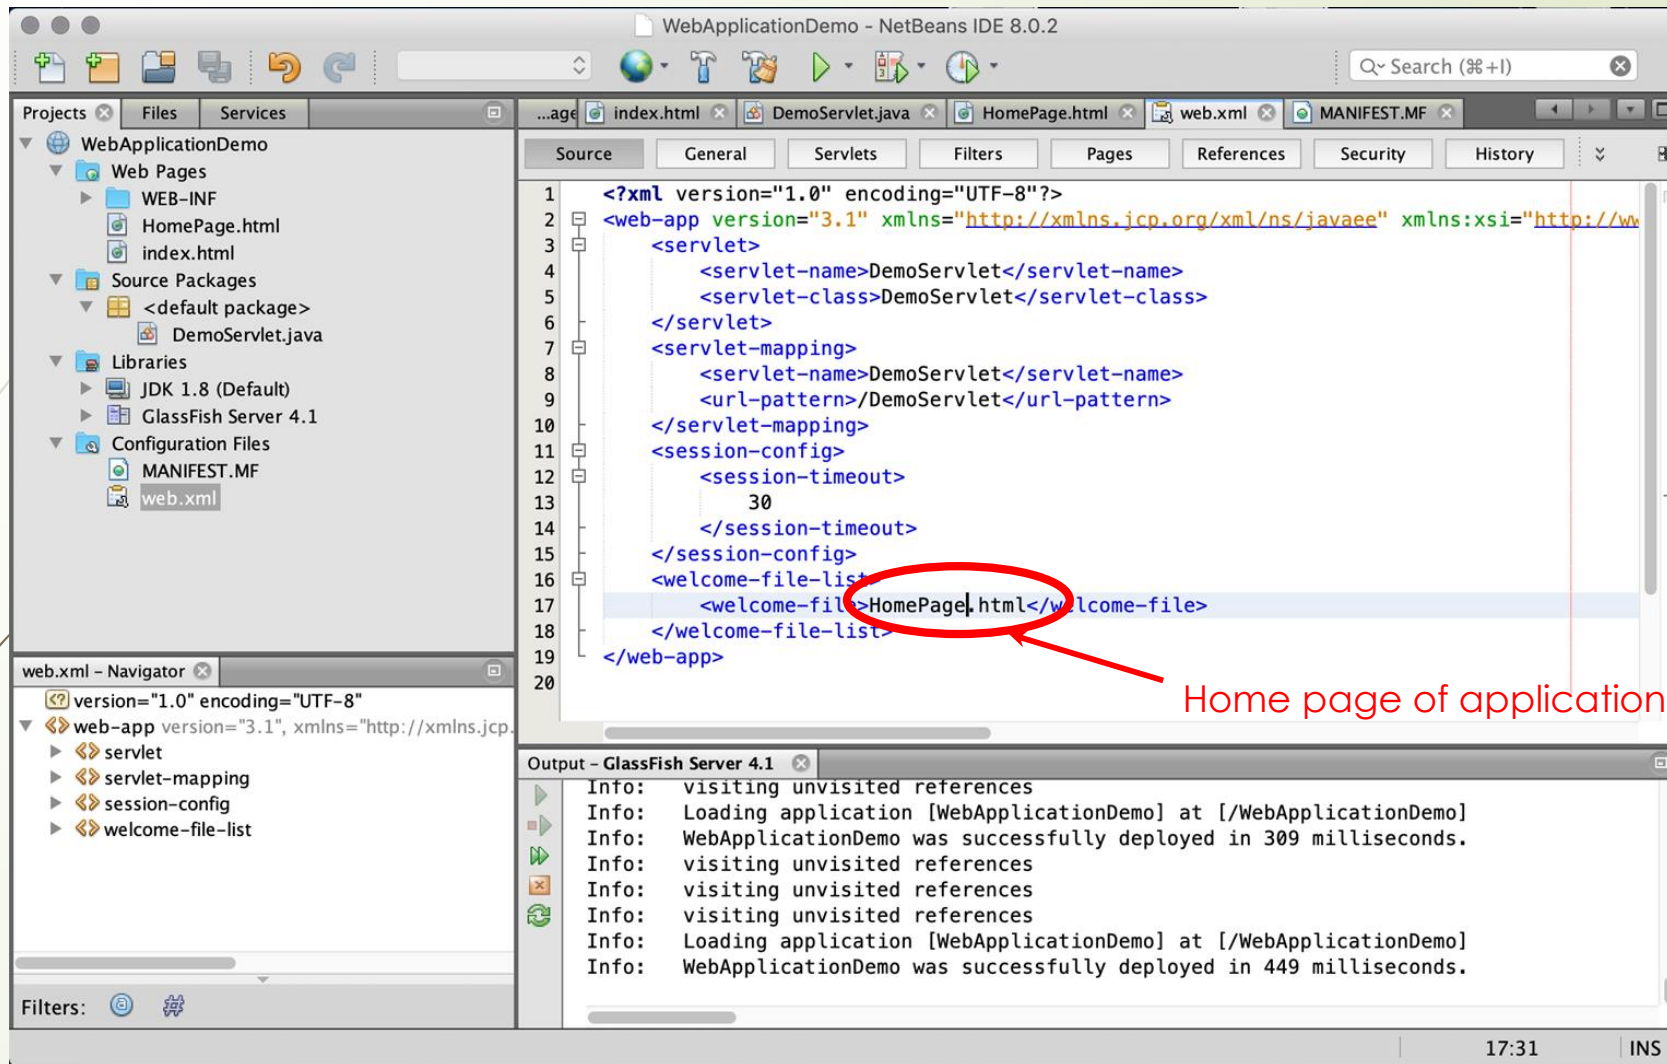 WebApplicationDemo - NetBeans IDE 8.0.2
Search (⌘+I)
Projects Files Services
WebApplicationDemo
Web Pages
WEB-INF
HomePage.html
index.html
Source Packages
<default package>
DemoServlet.java
Libraries
JDK 1.8 (Default)
GlassFish Server 4.1
Configuration Files
MANIFEST.MF
web.xml
web.xml - Navigator
version="1.0" encoding="UTF-8"
web-app version="3.1", xmlns="http://xmlns.jcp.
servlet
servlet-mapping
session-config
welcome-file-list
Filters:
...age index.html DemoServlet.java HomePage.html web.xml MANIFEST.MF
Source General Servlets Filters Pages References Security History
1 <?xml version="1.0" encoding="UTF-8"?>
2 <web-app version="3.1" xmlns="http://xmlns.jcp.org/xml/ns/javaee" xmlns:xsi="http://ww
3 <servlet>
4 <servlet-name>DemoServlet</servlet-name>
5 <servlet-class>DemoServlet</servlet-class>
6 </servlet>
7 <servlet-mapping>
8 <servlet-name>DemoServlet</servlet-name>
9 <url-pattern>/DemoServlet</url-pattern>
10 </servlet-mapping>
11 <session-config>
12 <session-timeout>
13 30
14 </session-timeout>
15 </session-config>
16 <welcome-file-list>
17 <welcome-file>HomePage.html</welcome-file>
18 </welcome-file-list>
19 </web-app>
20
Home page of application
Output - GlassFish Server 4.1
Info: visiting unvisited references
Info: Loading application [WebApplicationDemo] at [/WebApplicationDemo]
Info: WebApplicationDemo was successfully deployed in 309 milliseconds.
Info: visiting unvisited references
Info: visiting unvisited references
Info: visiting unvisited references
Info: Loading application [WebApplicationDemo] at [/WebApplicationDemo]
Info: WebApplicationDemo was successfully deployed in 449 milliseconds.
17:31 INS